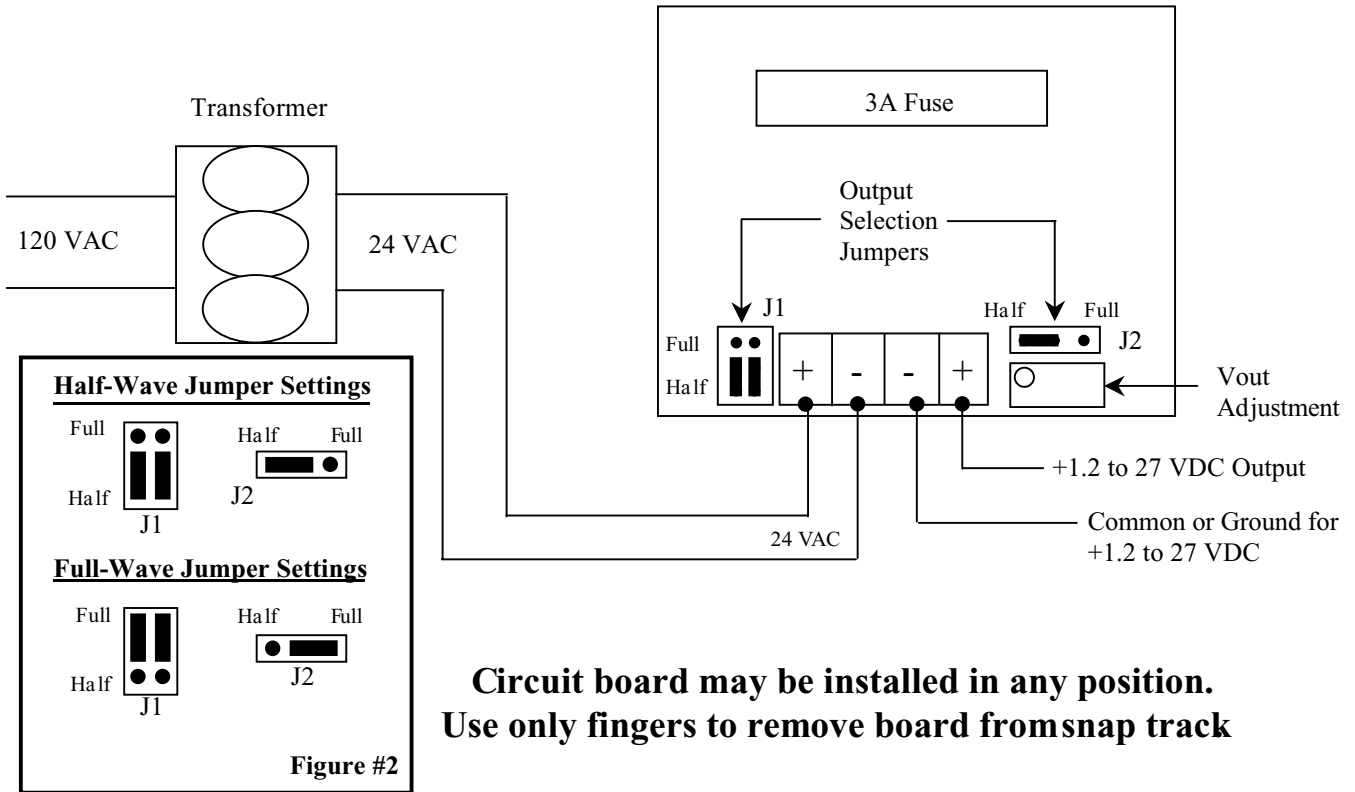 Transformer
120 VAC
24 VAC
3A Fuse
Output
Selection
Jumpers
J1
Full
Half
+ - - +
Half Full
J2
Vout
Adjustment
+1.2 to 27 VDC Output
Common or Ground for
+1.2 to 27 VDC
24 VAC
Half-Wave Jumper Settings
Full
Half
J1
Half Full
J2
Full-Wave Jumper Settings
Full
Half
J1
Half Full
J2
Figure #2
Circuit board may be installed in any position.
Use only fingers to remove board fromsnap track